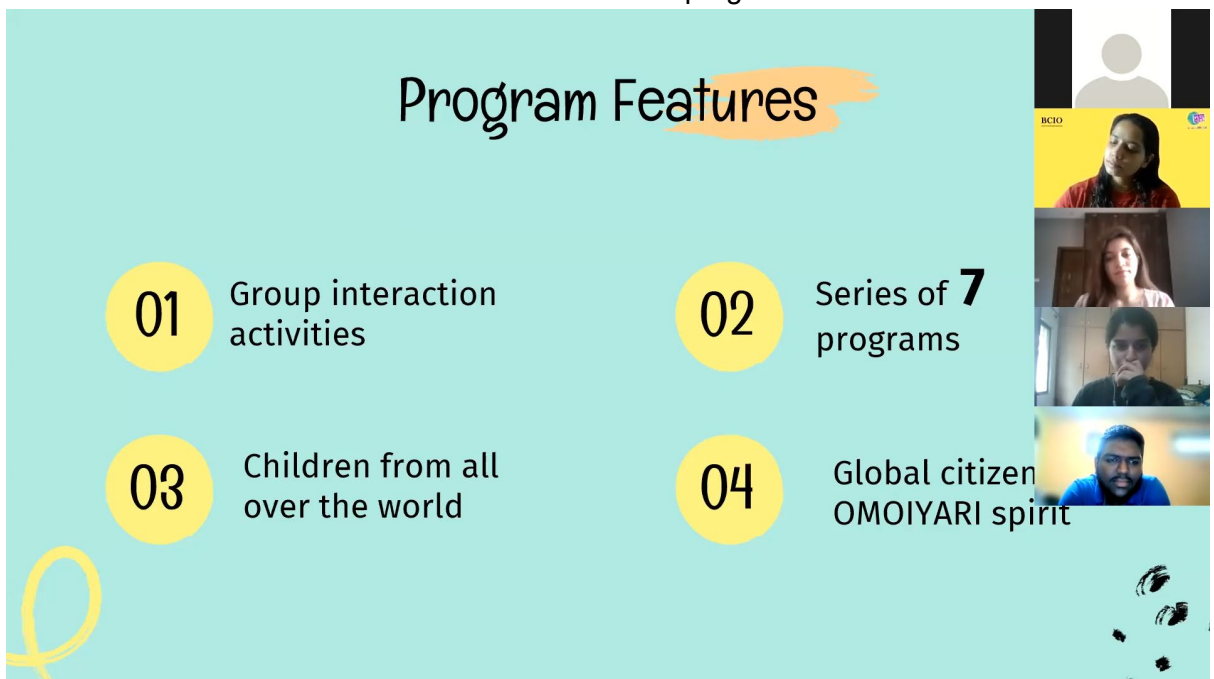 Program Features
01
Group interaction
activities
02
Series of 7
programs
03
Children from all
over the world
04
Global citizen
OMOIYARI spirit
BCIO